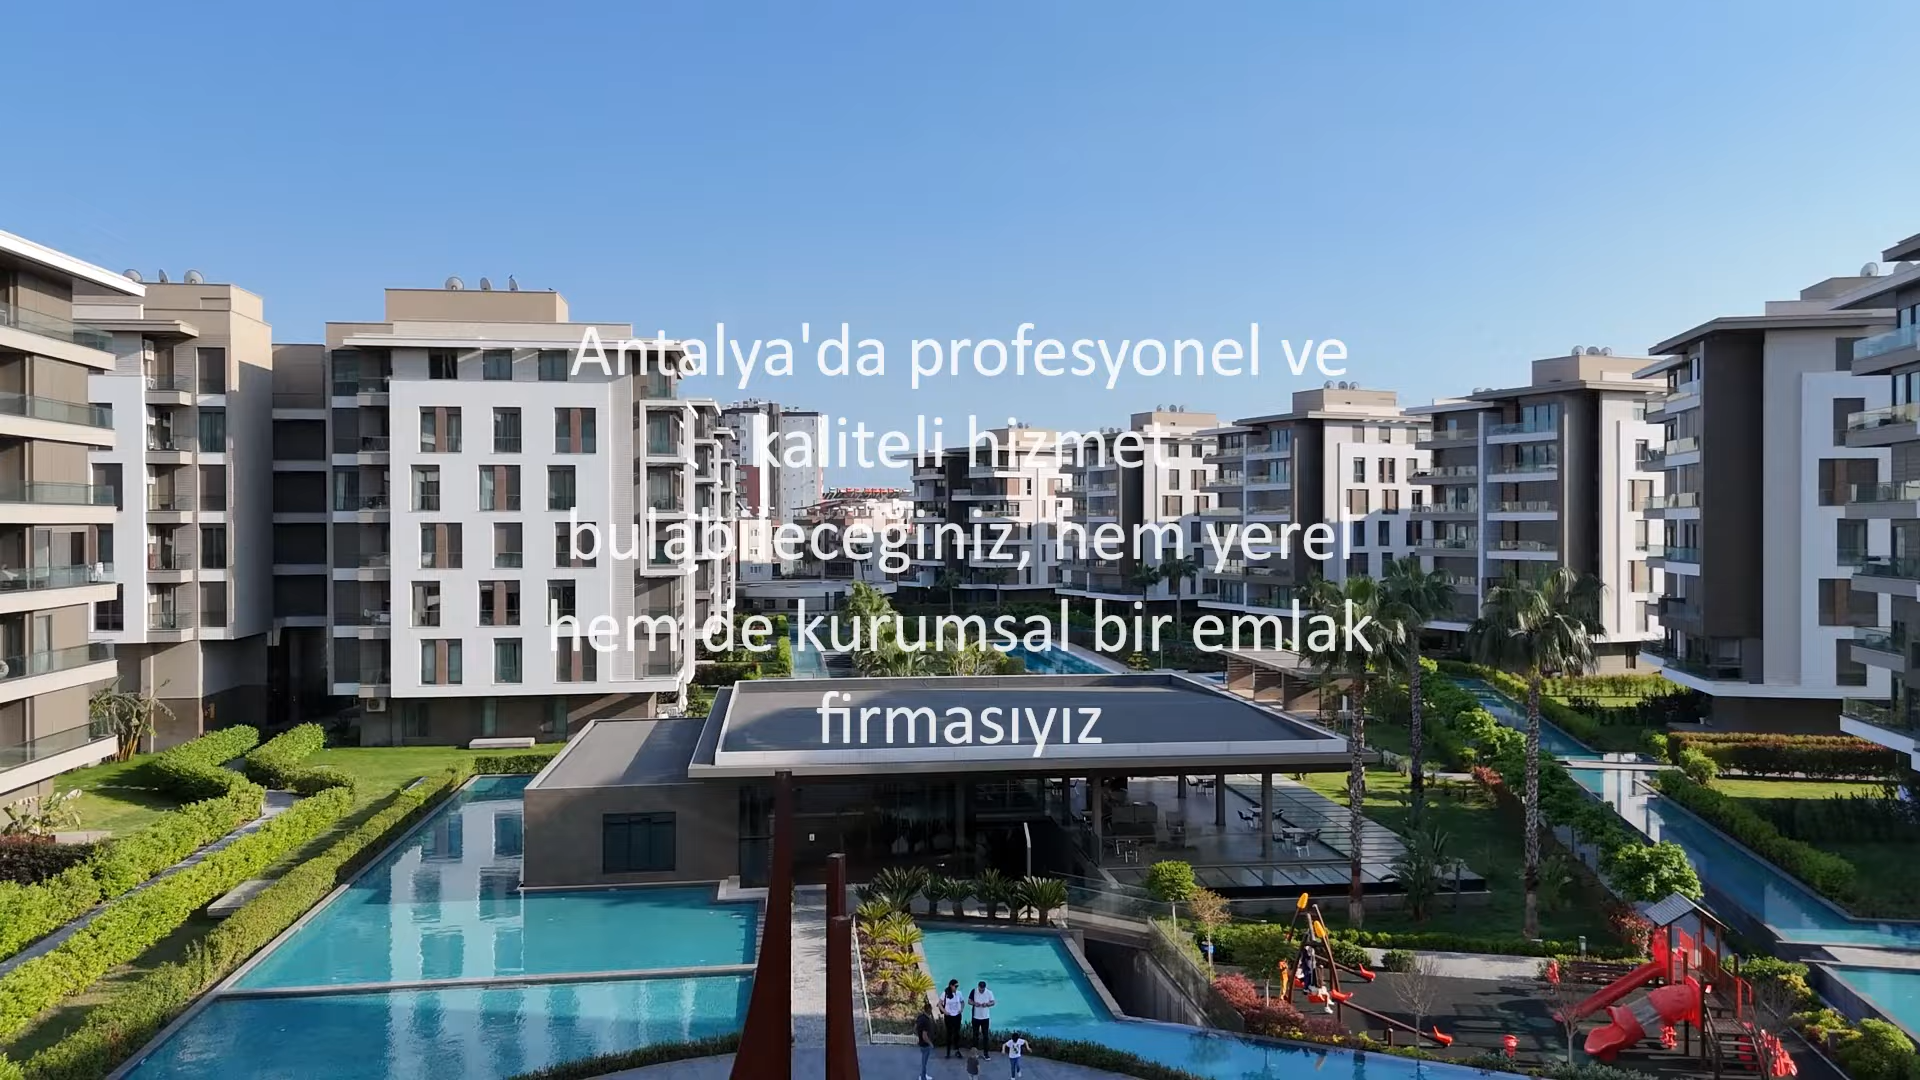 Antalya'da profesyonel ve
kaliteli hizmet
bulabileceğiniz, hem yerel
hem de kurumsal bir emlak
firmasıyız